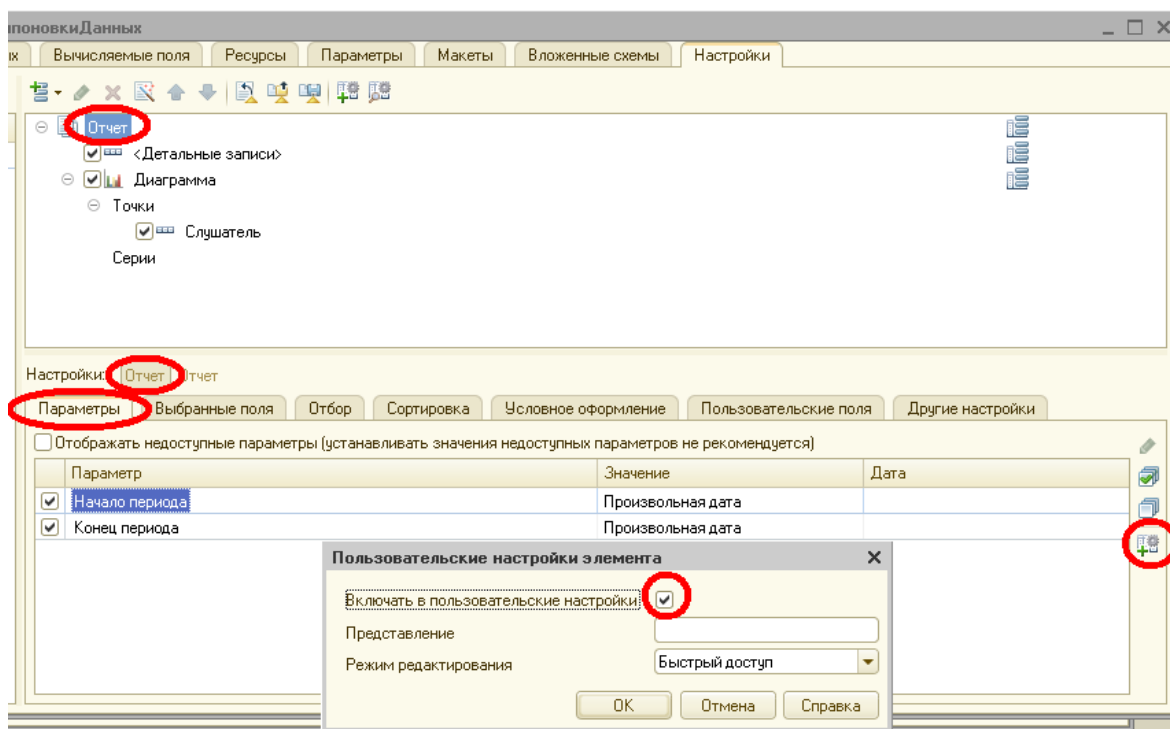 поновкиДанных
ых Вычисляемые поля Ресурсы Параметры Макеты Вложенные схемы Настройки
Отчет
<Детальные записи>
Диаграмма
Точки
Слушатель
Серии
Настройки: Отчет Отчет
Параметры Выбранные поля Отбор Сортировка Условное оформление Пользовательские поля Другие настройки
Отображать недоступные параметры (устанавливать значения недоступных параметров не рекомендуется)
Параметр Значение Дата
Начало периода Произвольная дата
Конец периода Произвольная дата
Пользовательские настройки элемента
Включать в пользовательские настройки
Представление
Режим редактирования Быстрый доступ
OK Отмена Справка